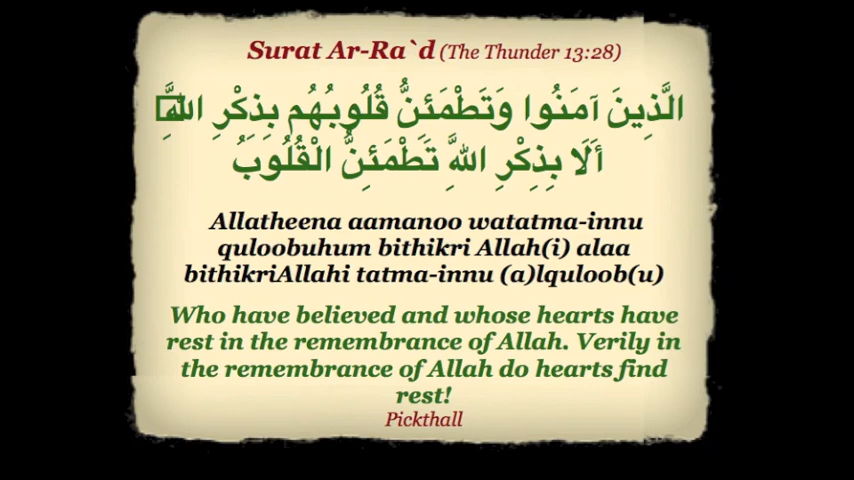 Surat Ar-Ra`d (The Thunder 13:28)
الَّذِينَ آمَنُوا وَتَطْمَئِنُّ قُلُوبُهُم بِذِكْرِ اللَّهِ
أَلَا بِذِكْرِ اللَّهِ تَطْمَئِنُّ الْقُلُوبُ
Allatheena aamanoo watatma-innu
quloobuhum bithikri Allah(i) alaa
bithikriAllahi tatma-innu (a)lquloob(u)
Who have believed and whose hearts have
rest in the remembrance of Allah. Verily in
the remembrance of Allah do hearts find
rest!
Pickthall